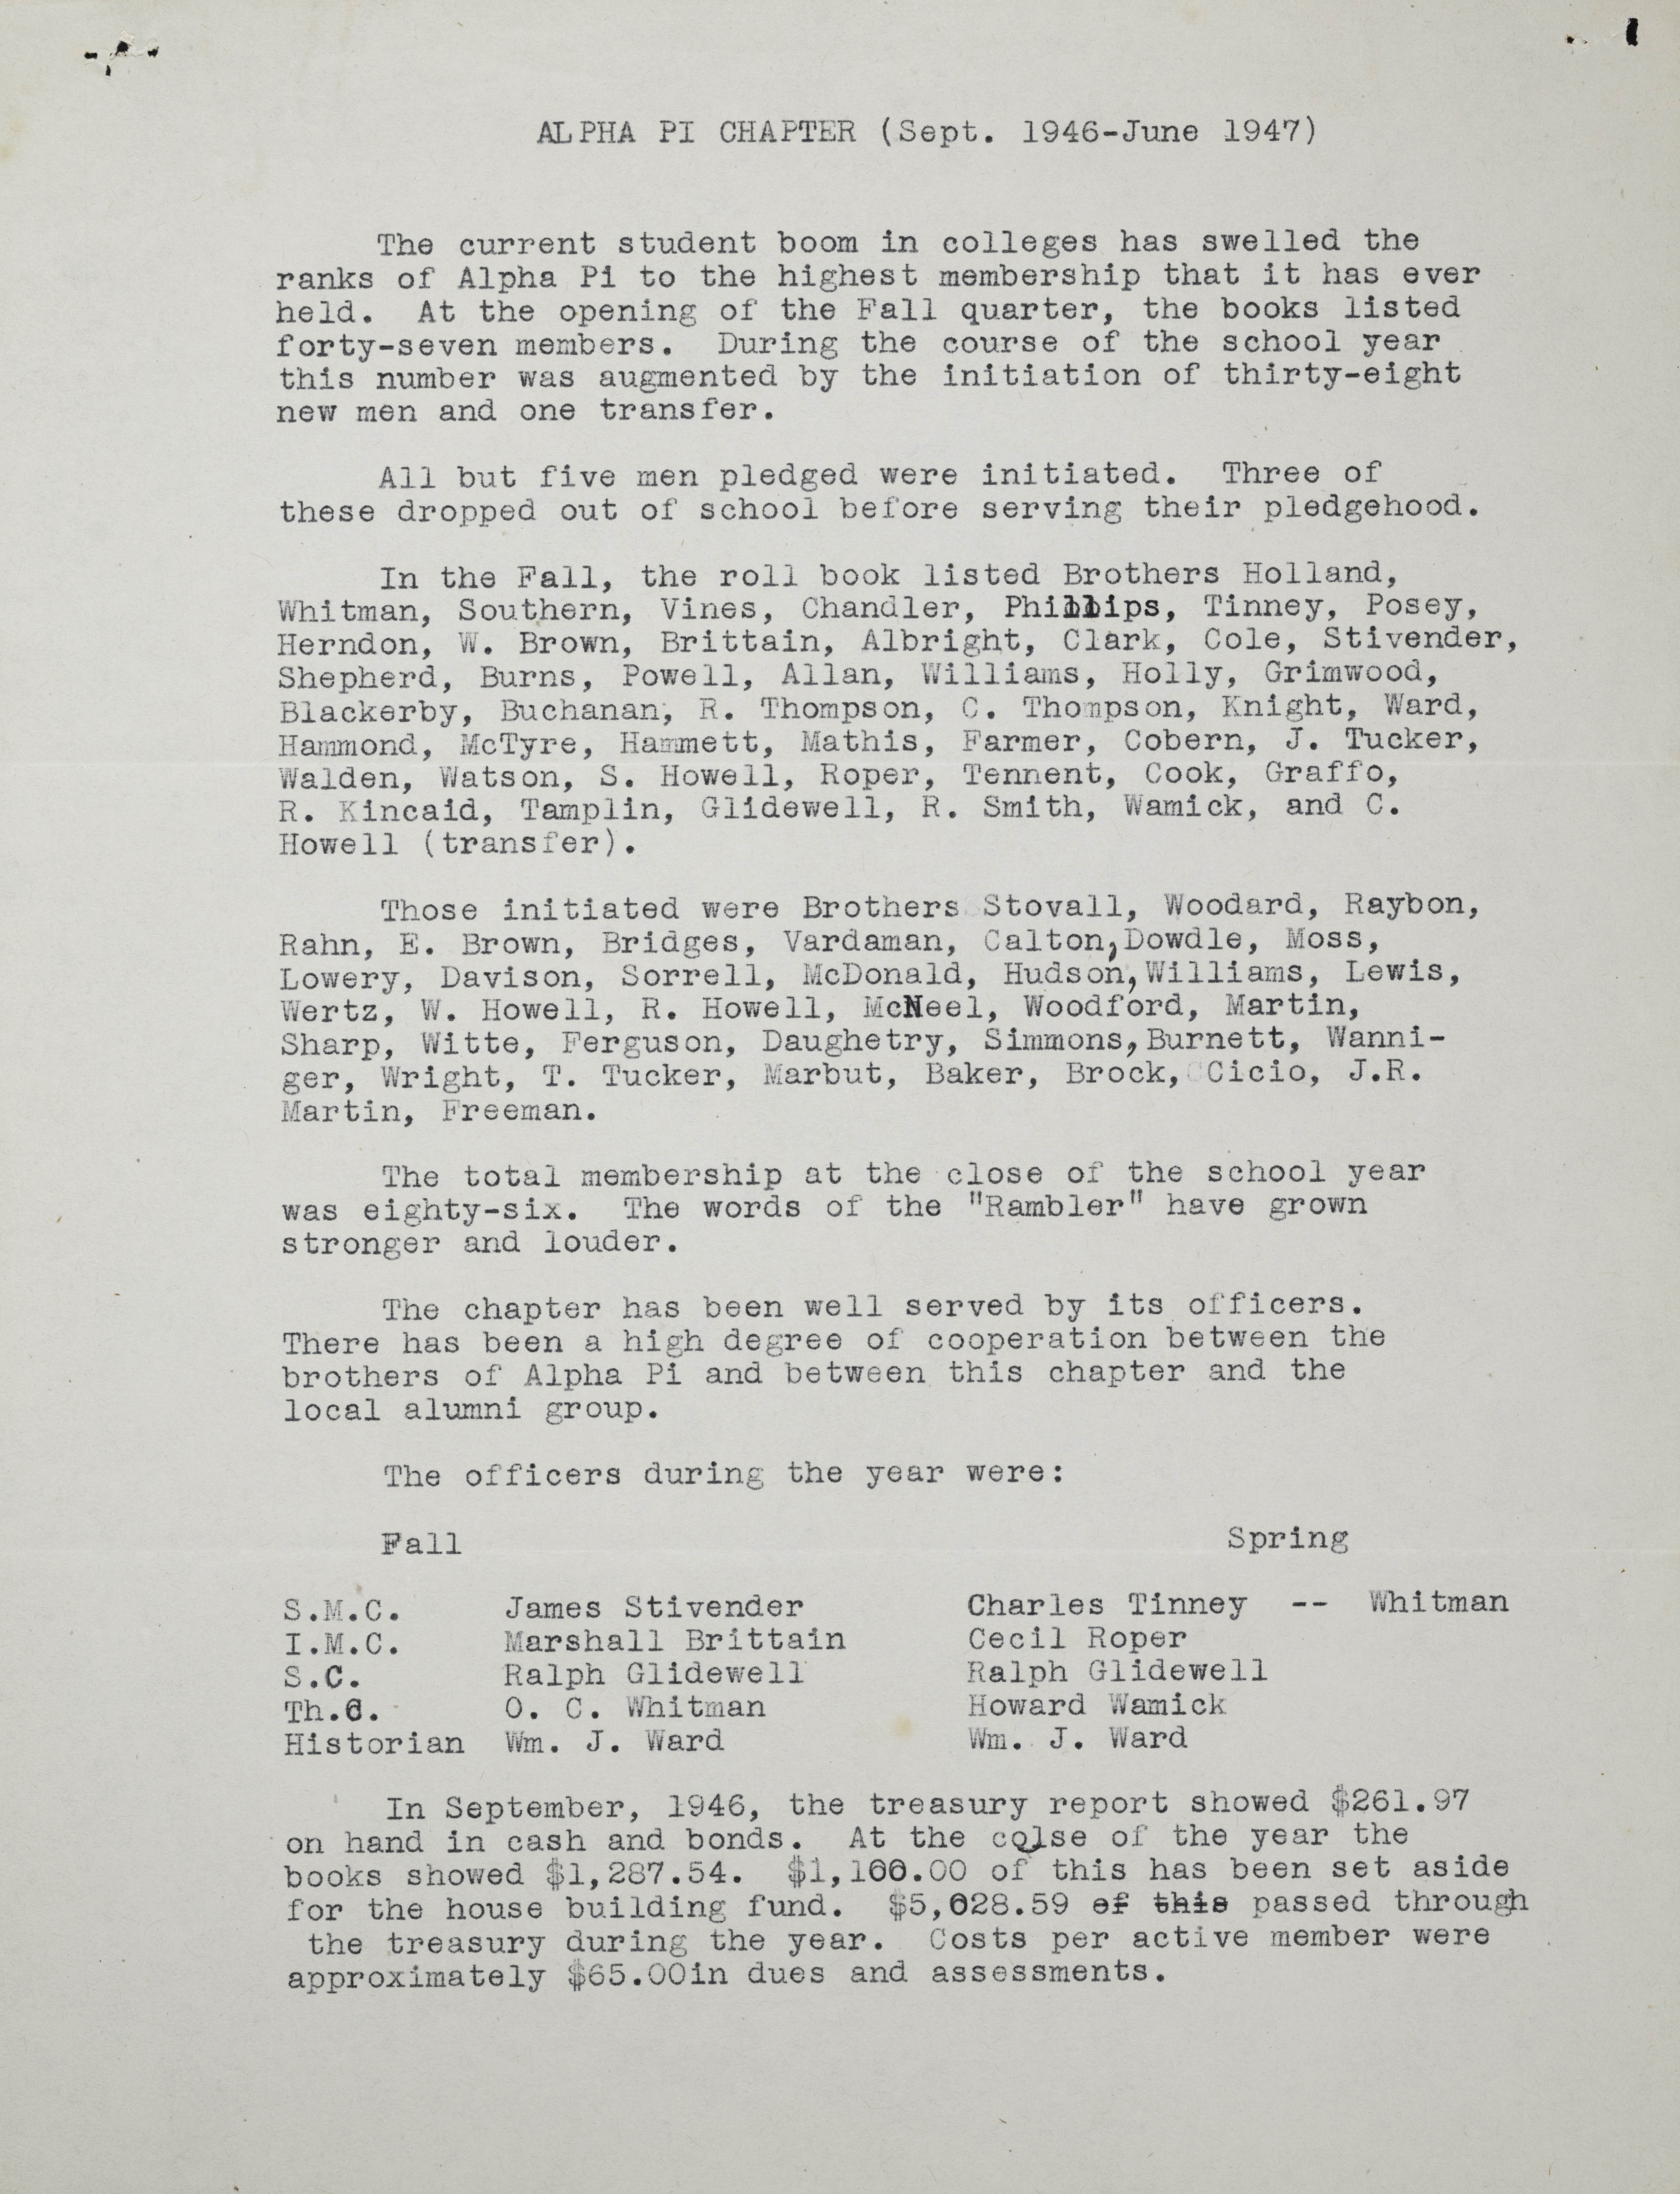 ALPHA PI CHAPTER (Sept. 1946-June 1947)
The current student boom in colleges has swelled the
ranks of Alpha Pi to the highest membership that it has ever
held. At the opening of the Fall quarter, the books listed
forty-seven members. During the course of the school year
this number was augmented by the initiation of thirty-eight
new men and one transfer.
All but five men pledged were initiated. Three of
these dropped out of school before serving their pledgehood.
In the Fall, the roll book listed Brothers Holland,
Whitman, Southern, Vines, Chandler, Phillips, Tinney, Posey,
Herndon, W. Brown, Brittain, Albright, Clark, Cole, Stivender,
Shepherd, Burns, Powell, Allan, Williams, Holly, Grimwood,
Blackerby, Buchanan, R. Thompson, C. Thompson, Knight, Ward,
Hammond, McTyre, Hammett, Mathis, Farmer, Cobern, J. Tucker,
Walden, Watson, S. Howell, Roper, Tennent, Cook, Graffo,
R. Kincaid, Tamplin, Glidewell, R. Smith, Wamick, and C.
Howell (transfer).
Those initiated were Brothers Stovall, Woodard, Raybon,
Rahn, E. Brown, Bridges, Vardaman, Calton, Dowdle, Moss,
Lowery, Davison, Sorrell, McDonald, Hudson, Williams, Lewis,
Wertz, W. Howell, R. Howell, McNeel, Woodford, Martin,
Sharp, Witte, Ferguson, Daughetry, Simmons, Burnett, Wanni-
ger, Wright, T. Tucker, Marbut, Baker, Brock, Cicio, J.R.
Martin, Freeman.
The total membership at the close of the school year
was eighty-six. The words of the "Rambler" have grown
stronger and louder.
The chapter has been well served by its officers.
There has been a high degree of cooperation between the
brothers of Alpha Pi and between this chapter and the
local alumni group.
The officers during the year were:
Fall Spring
S.M.C. James Stivender Charles Tinney -- Whitman
I.M.C. Marshall Brittain Cecil Roper
S.C. Ralph Glidewell Ralph Glidewell
Th.C. O. C. Whitman Howard Wamick
Historian Wm. J. Ward Wm. J. Ward
In September, 1946, the treasury report showed $261.97
on hand in cash and bonds. At the colse of the year the
books showed $1,287.54. $1,100.00 of this has been set aside
for the house building fund. $5,028.59 of this passed through
the treasury during the year. Costs per active member were
approximately $65.00in dues and assessments.